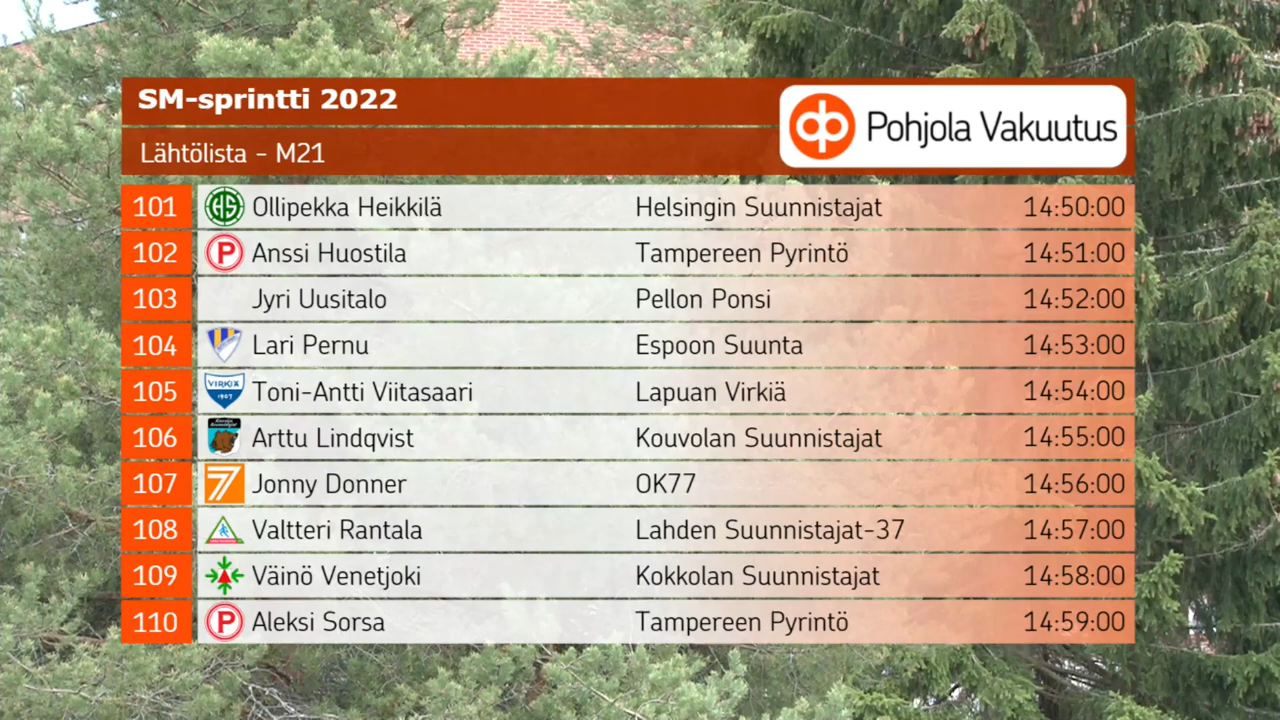 SM-sprintti 2022
Pohjola Vakuutus
Lähtölista - M21
101 Ollipekka Heikkilä Helsingin Suunnistajat 14:50:00
102 P Anssi Huostila Tampereen Pyrintö 14:51:00
103 Jyri Uusitalo Pellon Ponsi 14:52:00
104 Lari Pernu Espoon Suunta 14:53:00
105 VIRKIÄ 1907 Toni-Antti Viitasaari Lapuan Virkiä 14:54:00
106 Arttu Lindqvist Kouvolan Suunnistajat 14:55:00
107 77 Jonny Donner OK77 14:56:00
108 Valtteri Rantala Lahden Suunnistajat-37 14:57:00
109 Väinö Venetjoki Kokkolan Suunnistajat 14:58:00
110 P Aleksi Sorsa Tampereen Pyrintö 14:59:00